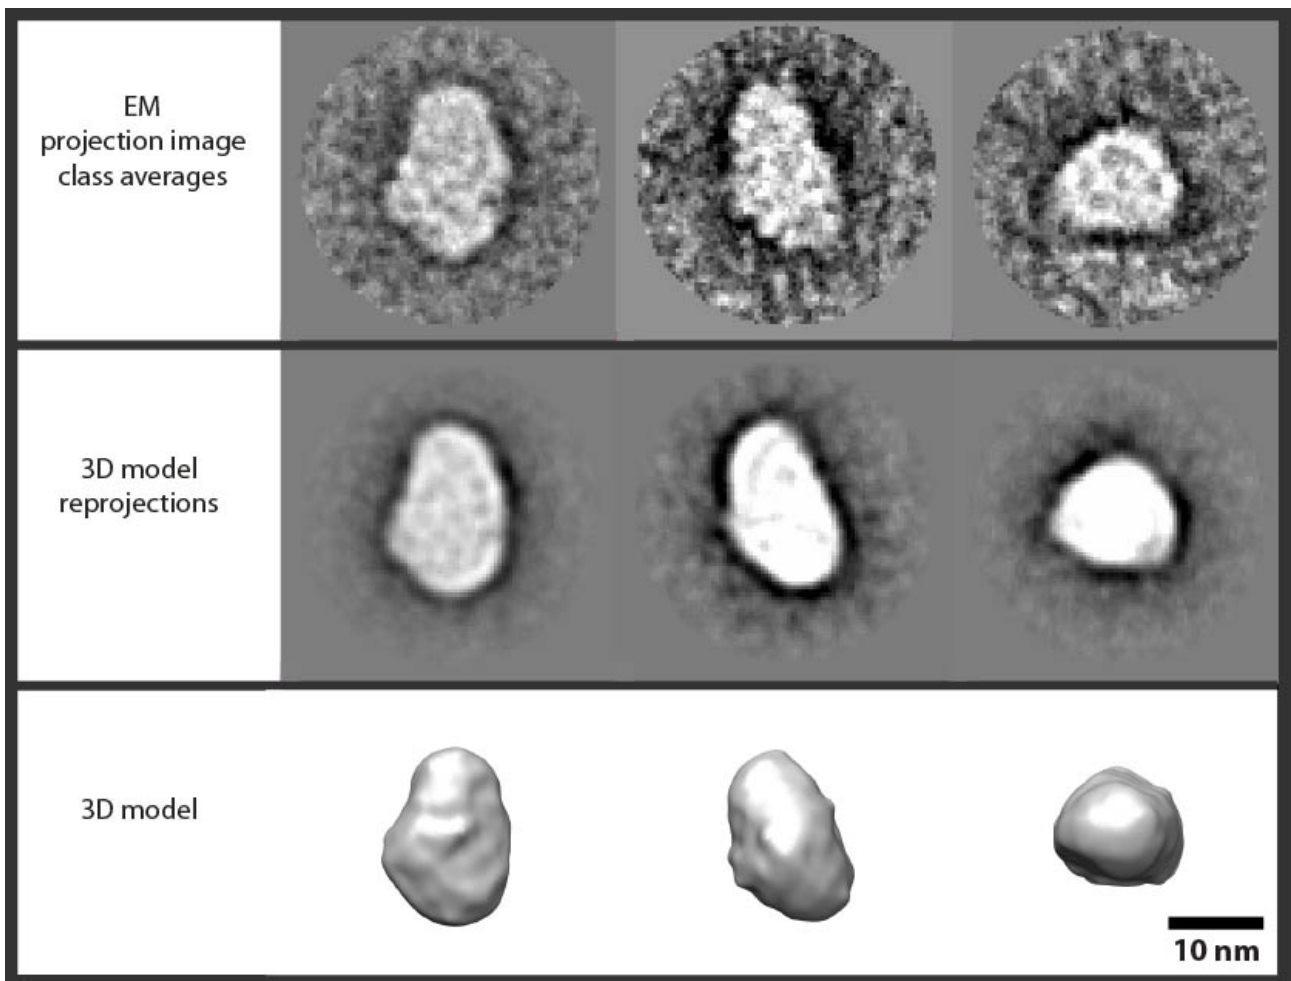 EM
projection image
class averages
3D model
reprojections
3D model
10 nm